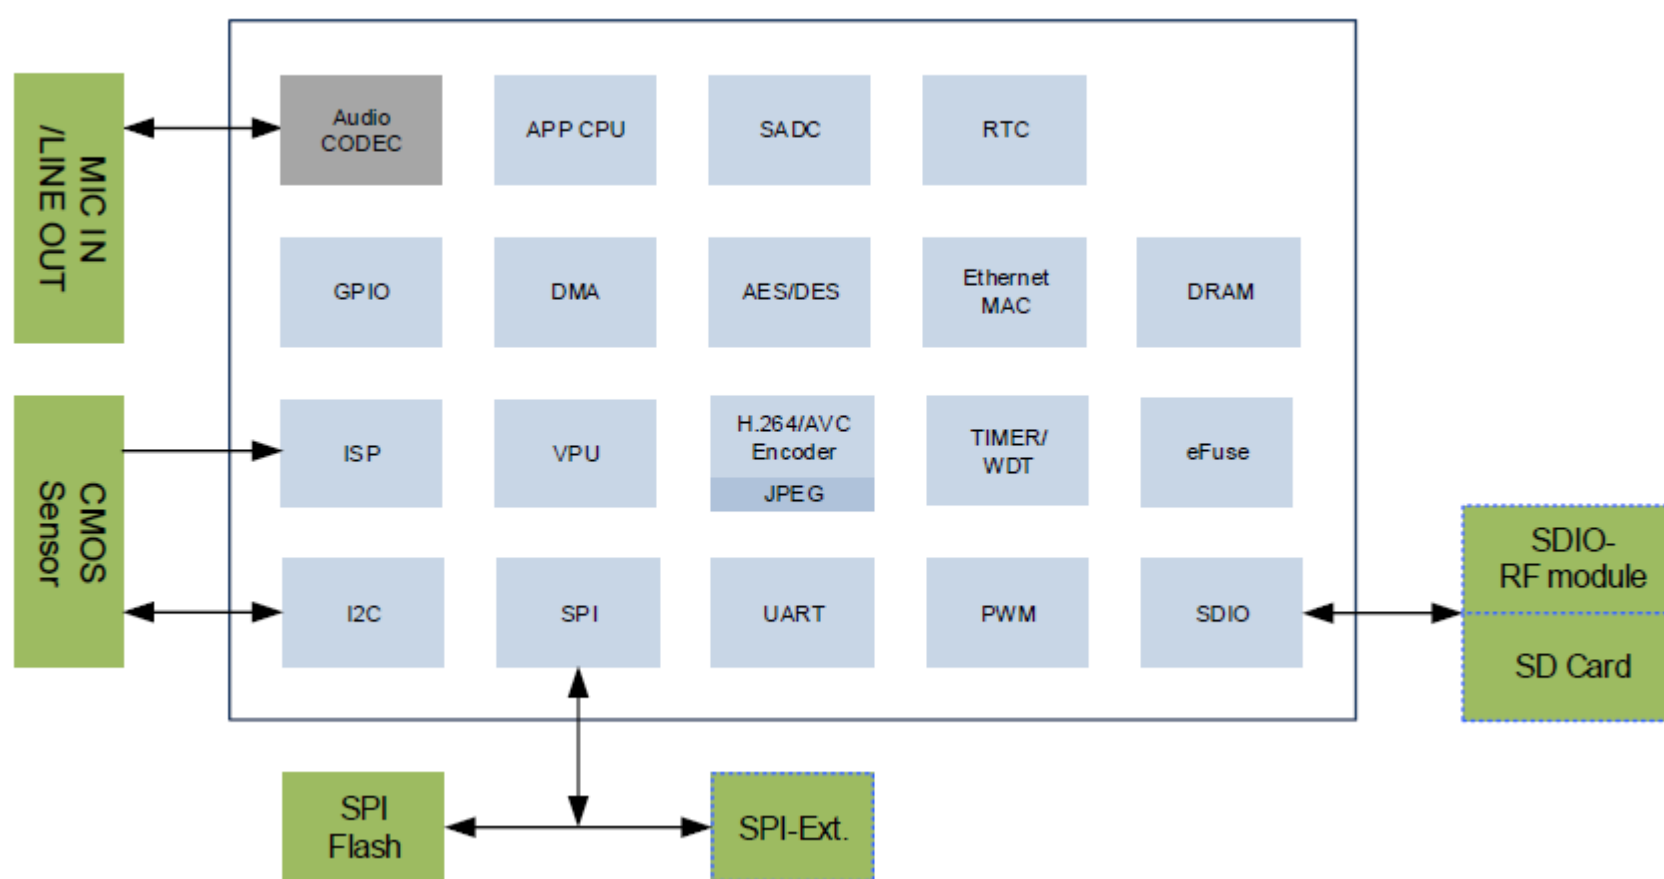 MIC IN
/LINE OUT
Audio
CODEC
APP CPU
SADC
RTC
GPIO
DMA
AES/DES
Ethernet
MAC
DRAM
CMOS
Sensor
ISP
VPU
H.264/AVC
Encoder
JPEG
TIMER/
WDT
eFuse
I2C
SPI
UART
PWM
SDIO
SDIO-
RF module
SD Card
SPI
Flash
SPI-Ext.